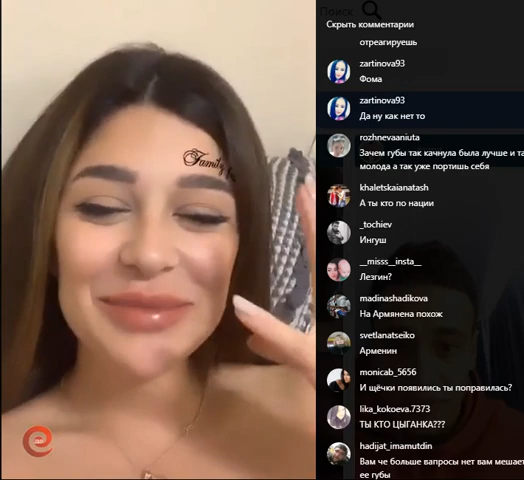 Поиск
Скрыть комментарии
отреагируешь
zartinova93
Фома
zartinova93
Да ну как нет то
rozhnevaaniuta
Зачем губы так качнула была лучше и та
молода а так уже портишь себя
khaletskaianatash
А ты кто по нации
_tochiev
Ингуш
__misss__insta__
Лезгин?
madinashadikova
На Армянена похож
svetlanatseiko
Арменин
monicab_5656
И щёчки появились ты поправилась?
lika_kokoeva.7373
ТЫ КТО ЦЫГАНКА???
hadijat_imamutdin
Вам че больше вопросы нет вам мешает
ее губы
Family